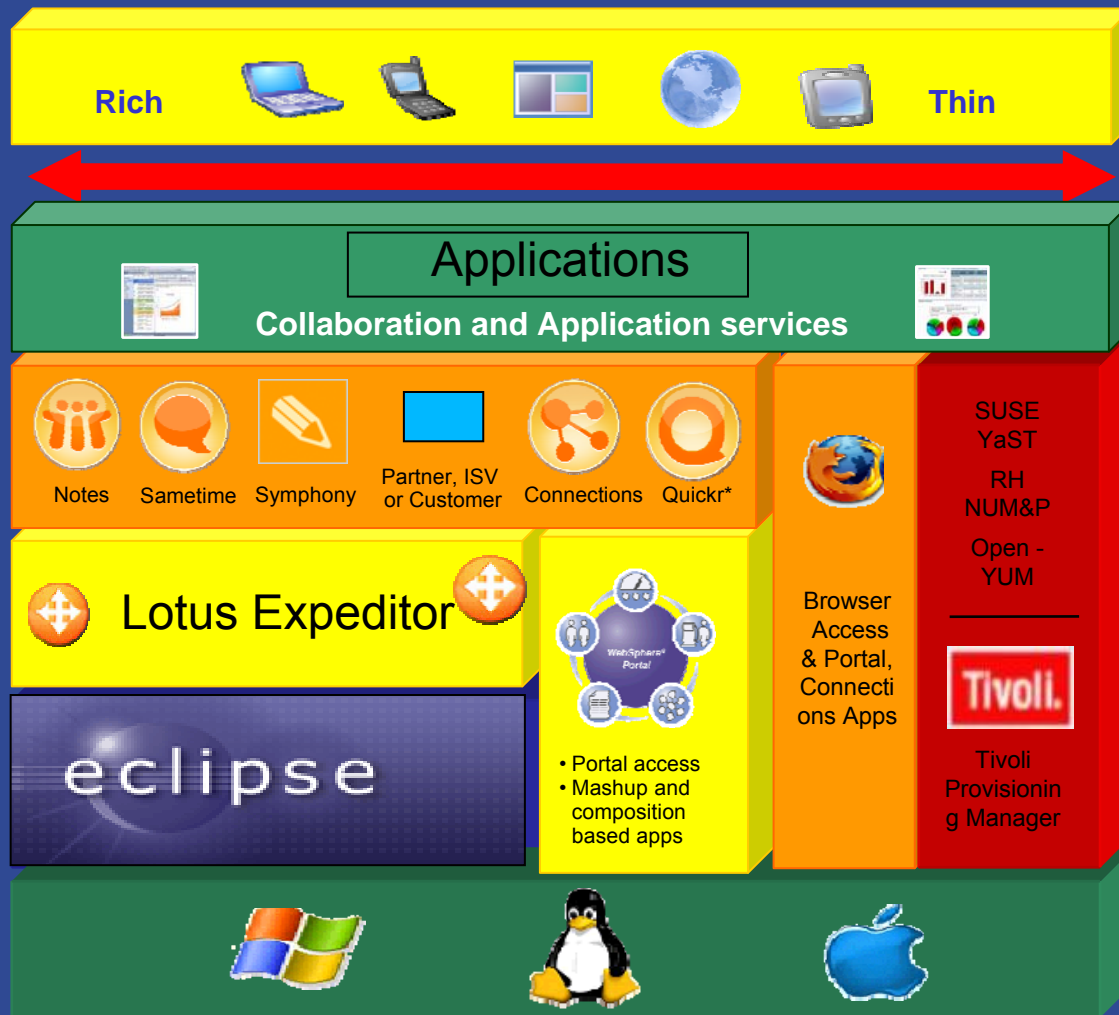 Rich
Thin
Applications
Collaboration and Application services
Notes
Sametime
Symphony
Partner, ISV
or Customer
Connections
Quickr*
SUSE
YaST
RH
NUM&P
Open -
YUM
Lotus Expeditor
WebSphere®
Portal
Browser
Access
& Portal,
Connecti
ons Apps
Tivoli.
eclipse
• Portal access
• Mashup and
composition
based apps
Tivoli
Provisionin
g Manager